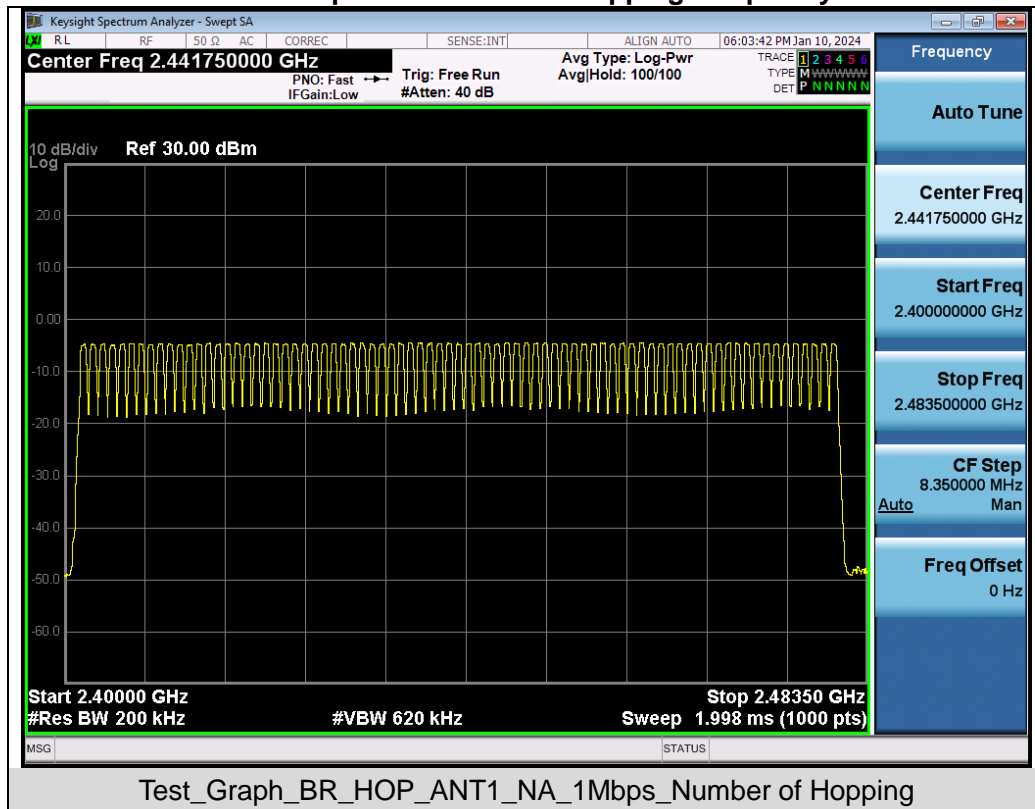 Keysight Spectrum Analyzer - Swept SA
LXI RL RF 50 Ω AC CORREC SENSE:INT ALIGN AUTO 06:03:42 PM Jan 10, 2024
Center Freq 2.441750000 GHz
PNO: Fast
IFGain:Low
Trig: Free Run
#Atten: 40 dB
Avg Type: Log-Pwr
Avg|Hold: 100/100
TRACE 1 2 3 4 5 6
TYPE M WWWWW
DET P N N N N N
10 dB/div Ref 30.00 dBm
Log
20.0
10.0
0.00
-10.0
-20.0
-30.0
-40.0
-50.0
-60.0
Start 2.40000 GHz Stop 2.48350 GHz
#Res BW 200 kHz #VBW 620 kHz Sweep 1.998 ms (1000 pts)
MSG STATUS
Frequency
Auto Tune
Center Freq
2.441750000 GHz
Start Freq
2.400000000 GHz
Stop Freq
2.483500000 GHz
CF Step
8.350000 MHz
Auto Man
Freq Offset
0 Hz
Test_Graph_BR_HOP_ANT1_NA_1Mbps_Number of Hopping